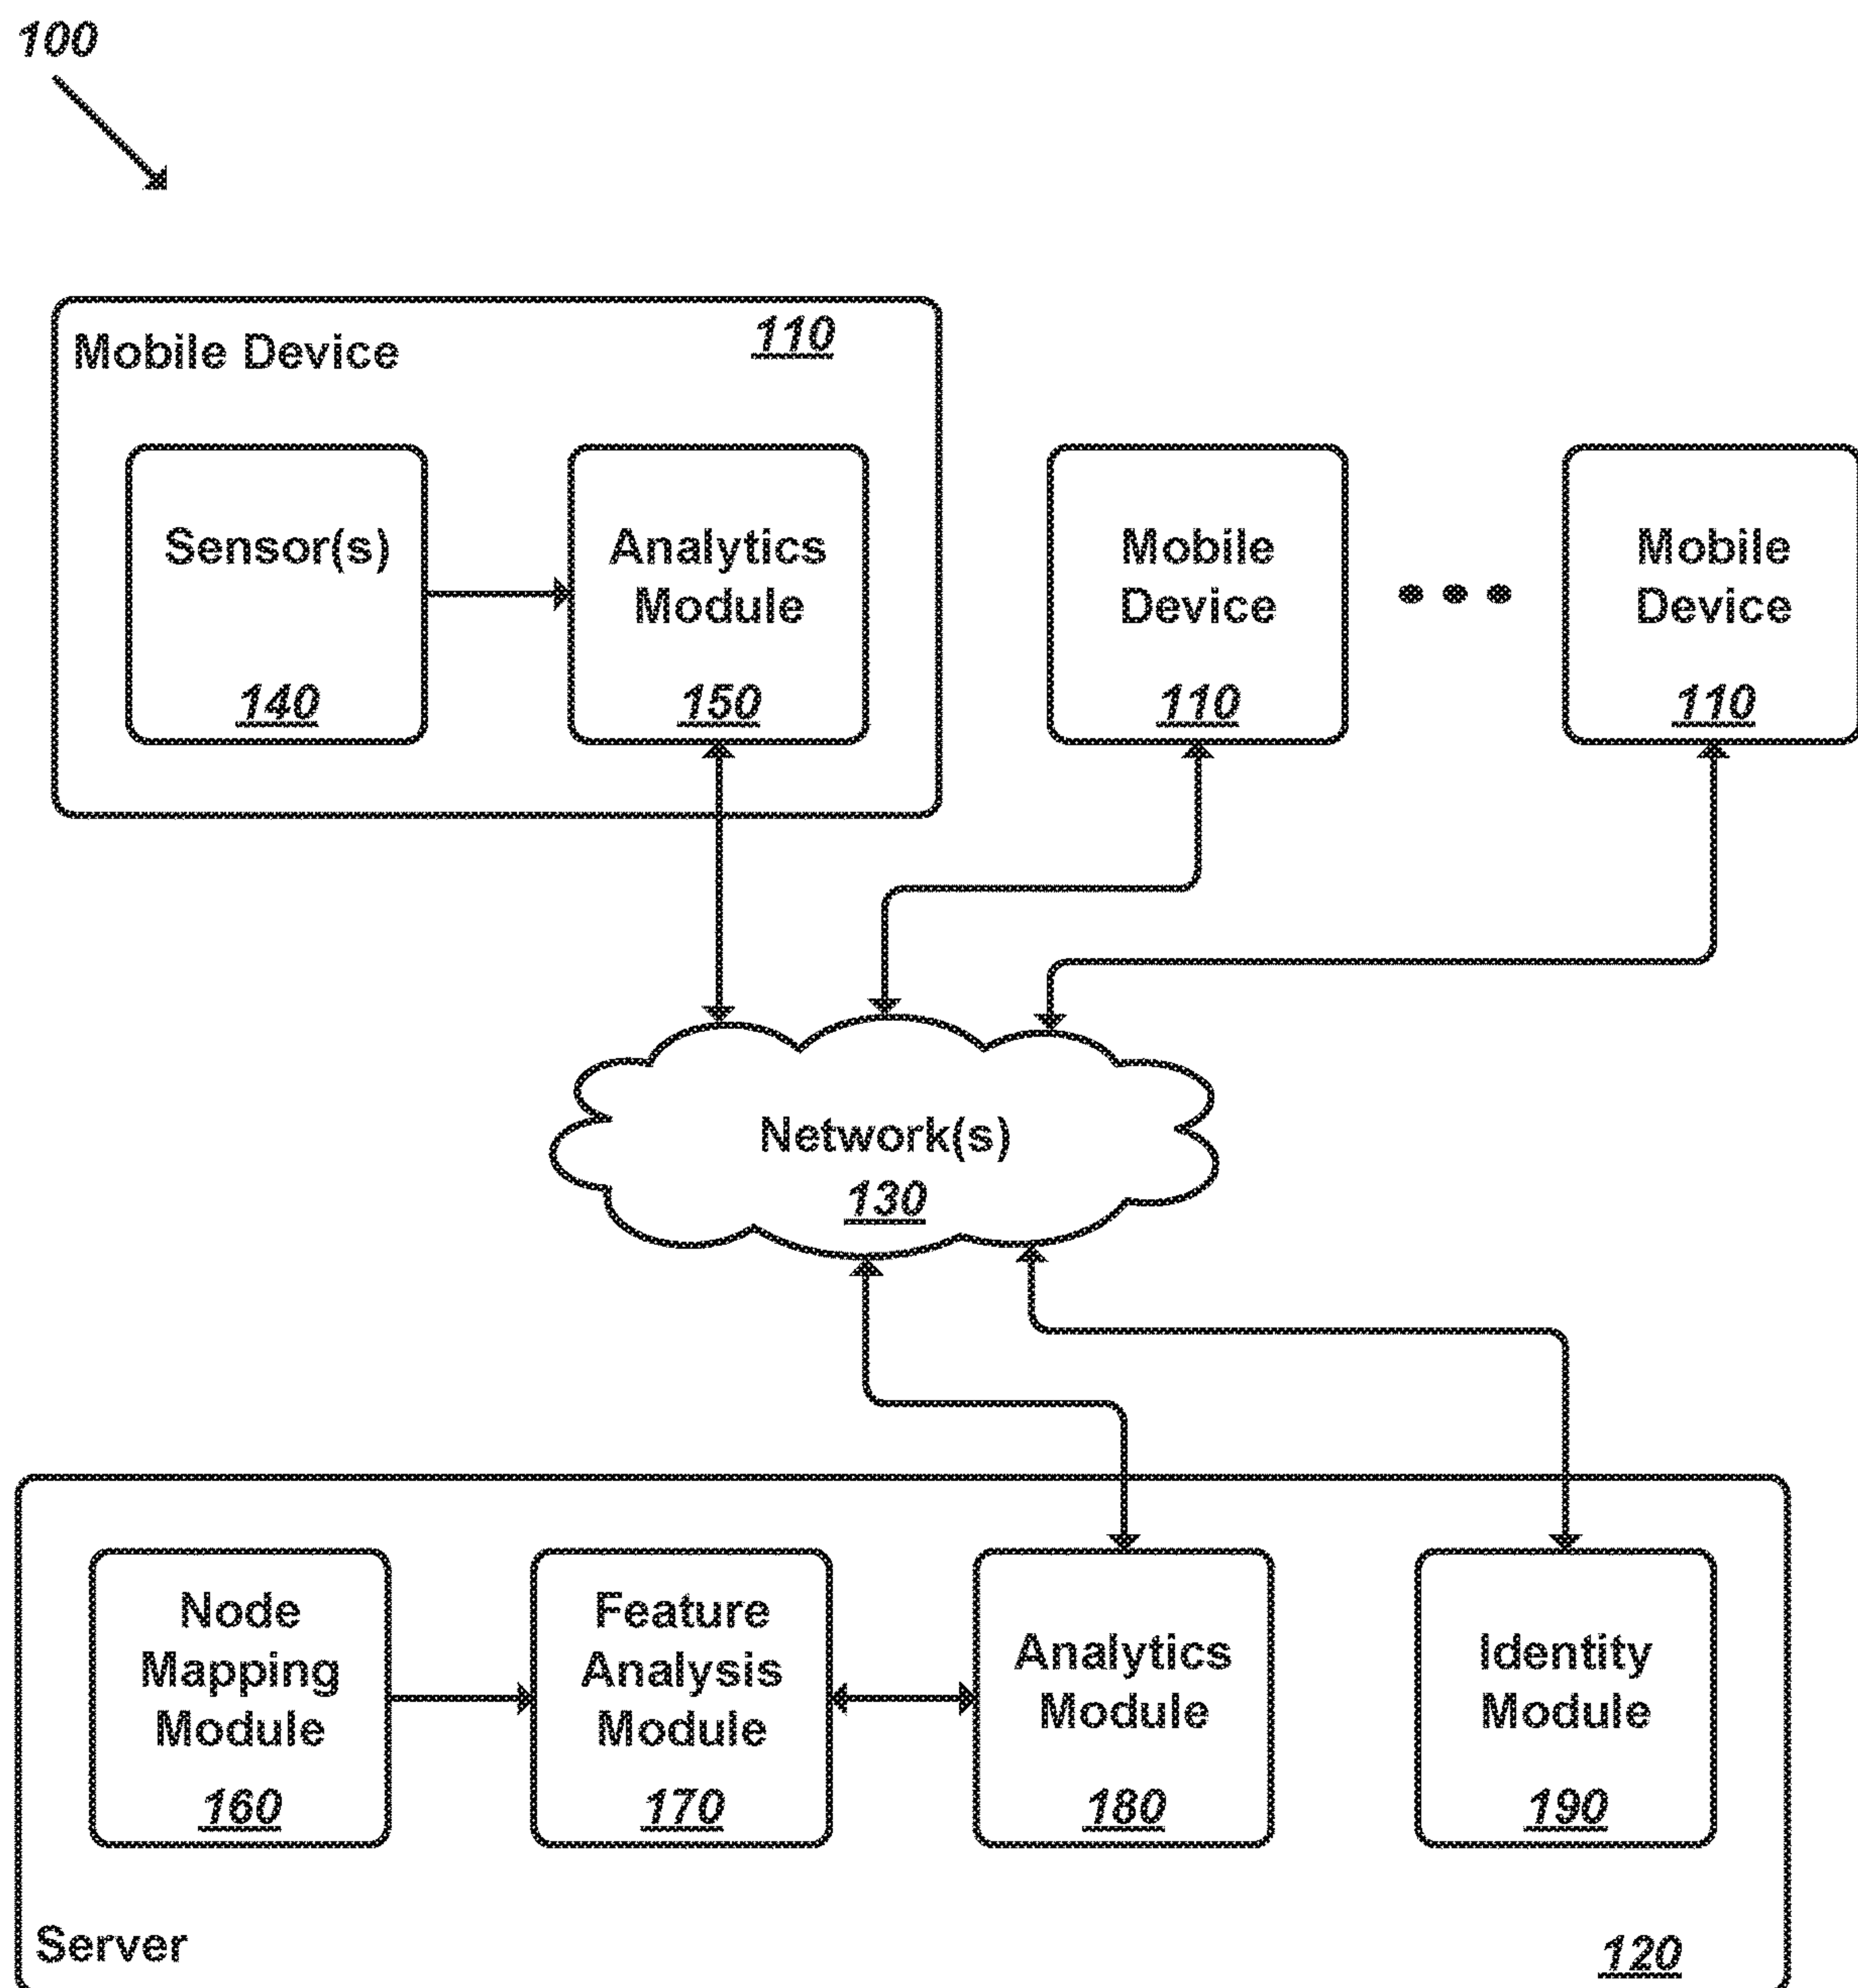 100
Mobile Device
110
Sensor(s)
140
Analytics
Module
150
Mobile
Device
110
Mobile
Device
110
Network(s)
130
Node
Mapping
Module
160
Feature
Analysis
Module
170
Analytics
Module
180
Identity
Module
190
Server
120